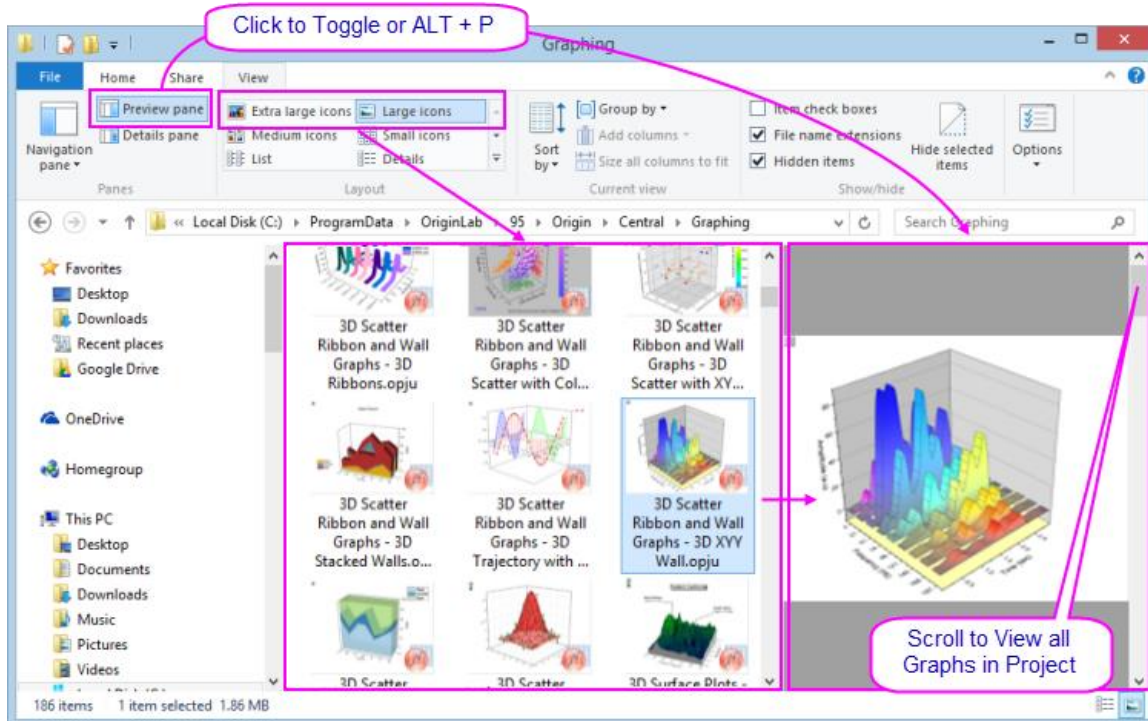 Click to Toggle or ALT + P
Graphing
File Home Share View
Preview pane
Details pane
Navigation pane
Panes
Extra large icons Large icons
Medium icons Small icons
List Details
Layout
Sort by
Group by
Add columns
Size all columns to fit
Current view
Item check boxes
File name extensions
Hidden items
Hide selected items
Show/hide
Options
« Local Disk (C:) ProgramData OriginLab 95 Origin Central Graphing
Search Graphing
Favorites
Desktop
Downloads
Recent places
Google Drive
OneDrive
Homegroup
This PC
Desktop
Documents
Downloads
Music
Pictures
Videos
3D Scatter
Ribbon and Wall
Graphs - 3D
Ribbons.opju
3D Scatter
Ribbon and Wall
Graphs - 3D
Scatter with Col...
3D Scatter
Ribbon and Wall
Graphs - 3D
Scatter with XY...
3D Scatter
Ribbon and Wall
Graphs - 3D
Stacked Walls.o...
3D Scatter
Ribbon and Wall
Graphs - 3D
Trajectory with ...
3D Scatter
Ribbon and Wall
Graphs - 3D XYY
Wall.opju
3D Scatter
3D Scatter
3D Surface Plots -
Scroll to View all
Graphs in Project
186 items 1 item selected 1.86 MB